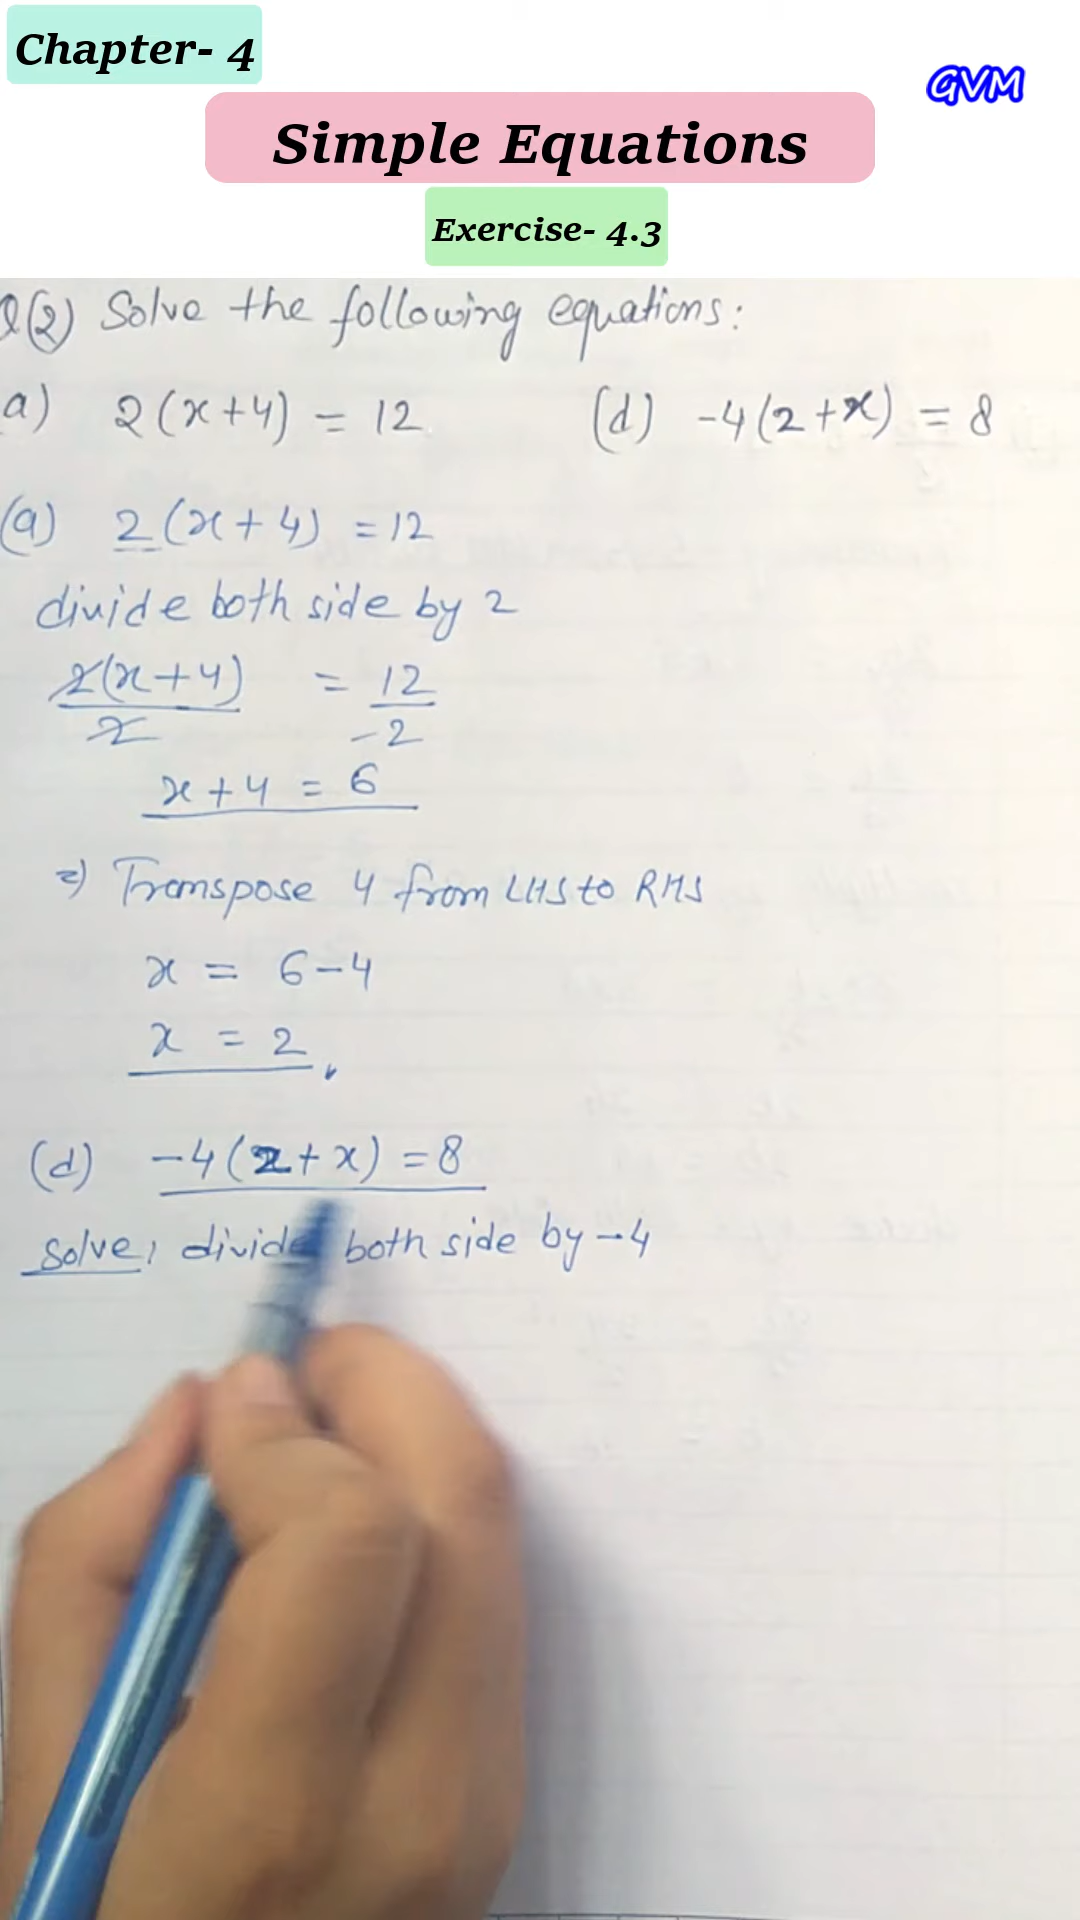 Chapter- 4
GVM
Simple Equations
Exercise- 4.3
Q(2) Solve the following equations:
a) 2(x+4) = 12 (d) -4(2+x) = 8
(a) 2(x+4) = 12
divide both side by 2
2(x+4)/2 = 12/2
x+4 = 6
=) Transpose 4 from LHS to RHS
x = 6-4
x = 2
(d) -4(2+x) = 8
Solve, divide both side by -4